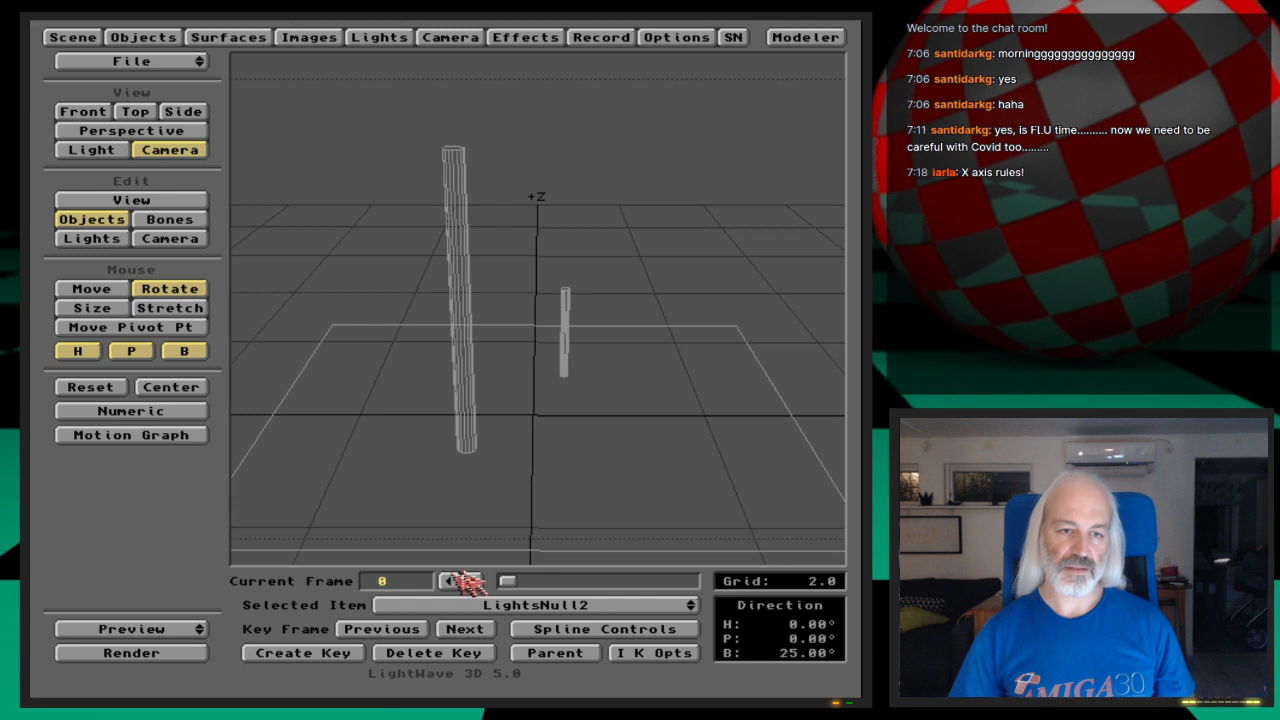 Scene Objects Surfaces Images Lights Camera Effects Record Options SN Modeler
File
View
Front Top Side
Perspective
Light Camera
Edit
View
Objects Bones
Lights Camera
Mouse
Move Rotate
Size Stretch
Move Pivot Pt
H P B
Reset Center
Numeric
Motion Graph
Preview
Render
+Z
Current Frame 0
Selected Item LightsNull2
Key Frame Previous Next Spline Controls
Create Key Delete Key Parent I K Opts
LightWave 3D 5.0
Grid: 2.0
Direction
H: 0.00°
P: 0.00°
B: 25.00°
Welcome to the chat room!
7:06 santidarkg: morninggggggggggggggg
7:06 santidarkg: yes
7:06 santidarkg: haha
7:11 santidarkg: yes, is FLU time.......... now we need to be
careful with Covid too.........
7:18 iarla: X axis rules!
AMIGA30